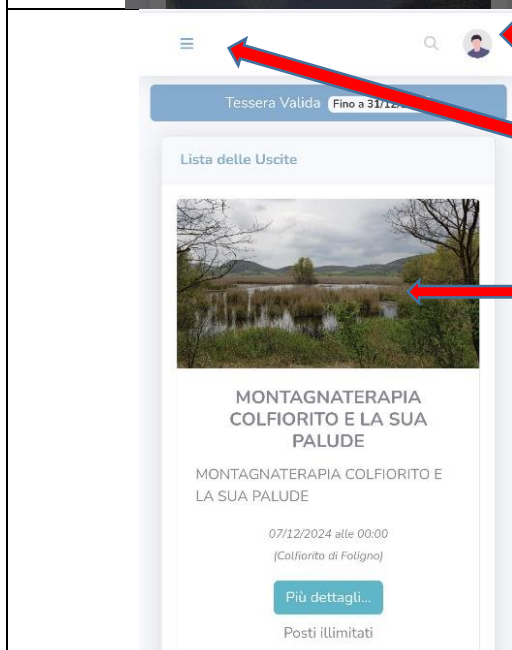 Tessera Valida Fino a 31/12/
Lista delle Uscite
MONTAGNATERAPIA
COLFIORITO E LA SUA
PALUDE
MONTAGNATERAPIA COLFIORITO E
LA SUA PALUDE
07/12/2024 alle 00:00
(Colfiorito di Foligno)
Più dettagli...
Posti illimitati